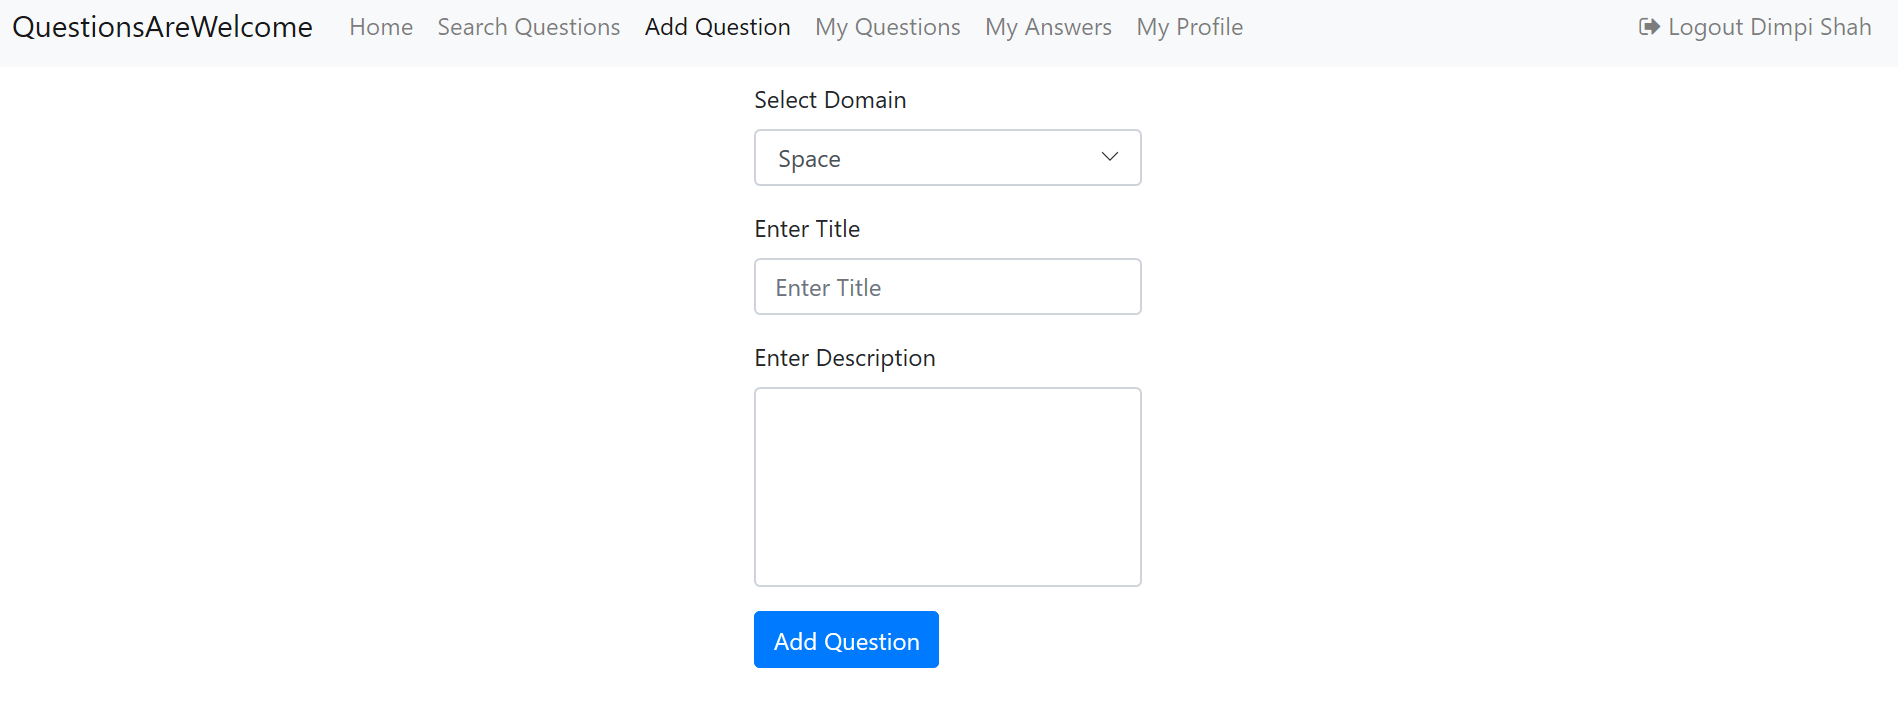 QuestionsAreWelcome Home Search Questions Add Question My Questions My Answers My Profile Logout Dimpi Shah
Select Domain
Space
Enter Title
Enter Title
Enter Description
Add Question